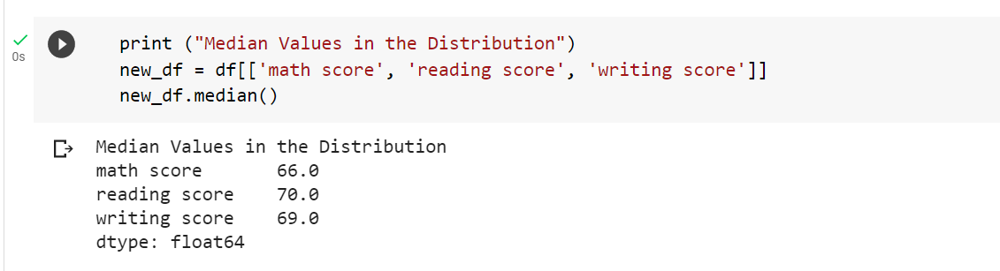 print ("Median Values in the Distribution")
0s
new_df = df[['math score', 'reading score', 'writing score']]
new_df.median()
Median Values in the Distribution
math score       66.0
reading score    70.0
writing score    69.0
dtype: float64